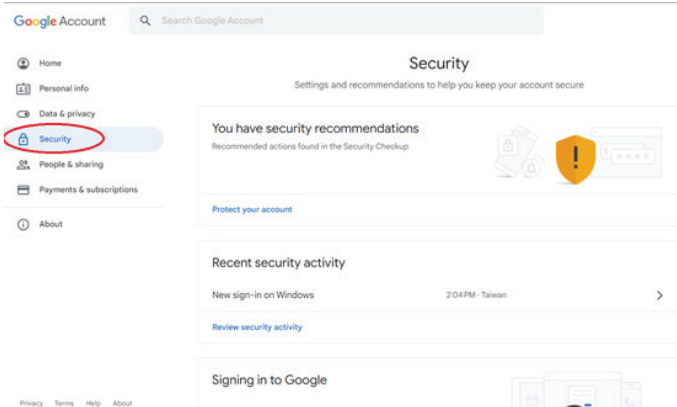 Google Account
Search Google Account
Home
Personal info
Data & privacy
Security
People & sharing
Payments & subscriptions
About
Security
Settings and recommendations to help you keep your account secure
You have security recommendations
Recommended actions found in the Security Checkup
Protect your account
Recent security activity
New sign-in on Windows 2:04 PM · Taiwan
Review security activity
Signing in to Google
Privacy Terms Help About